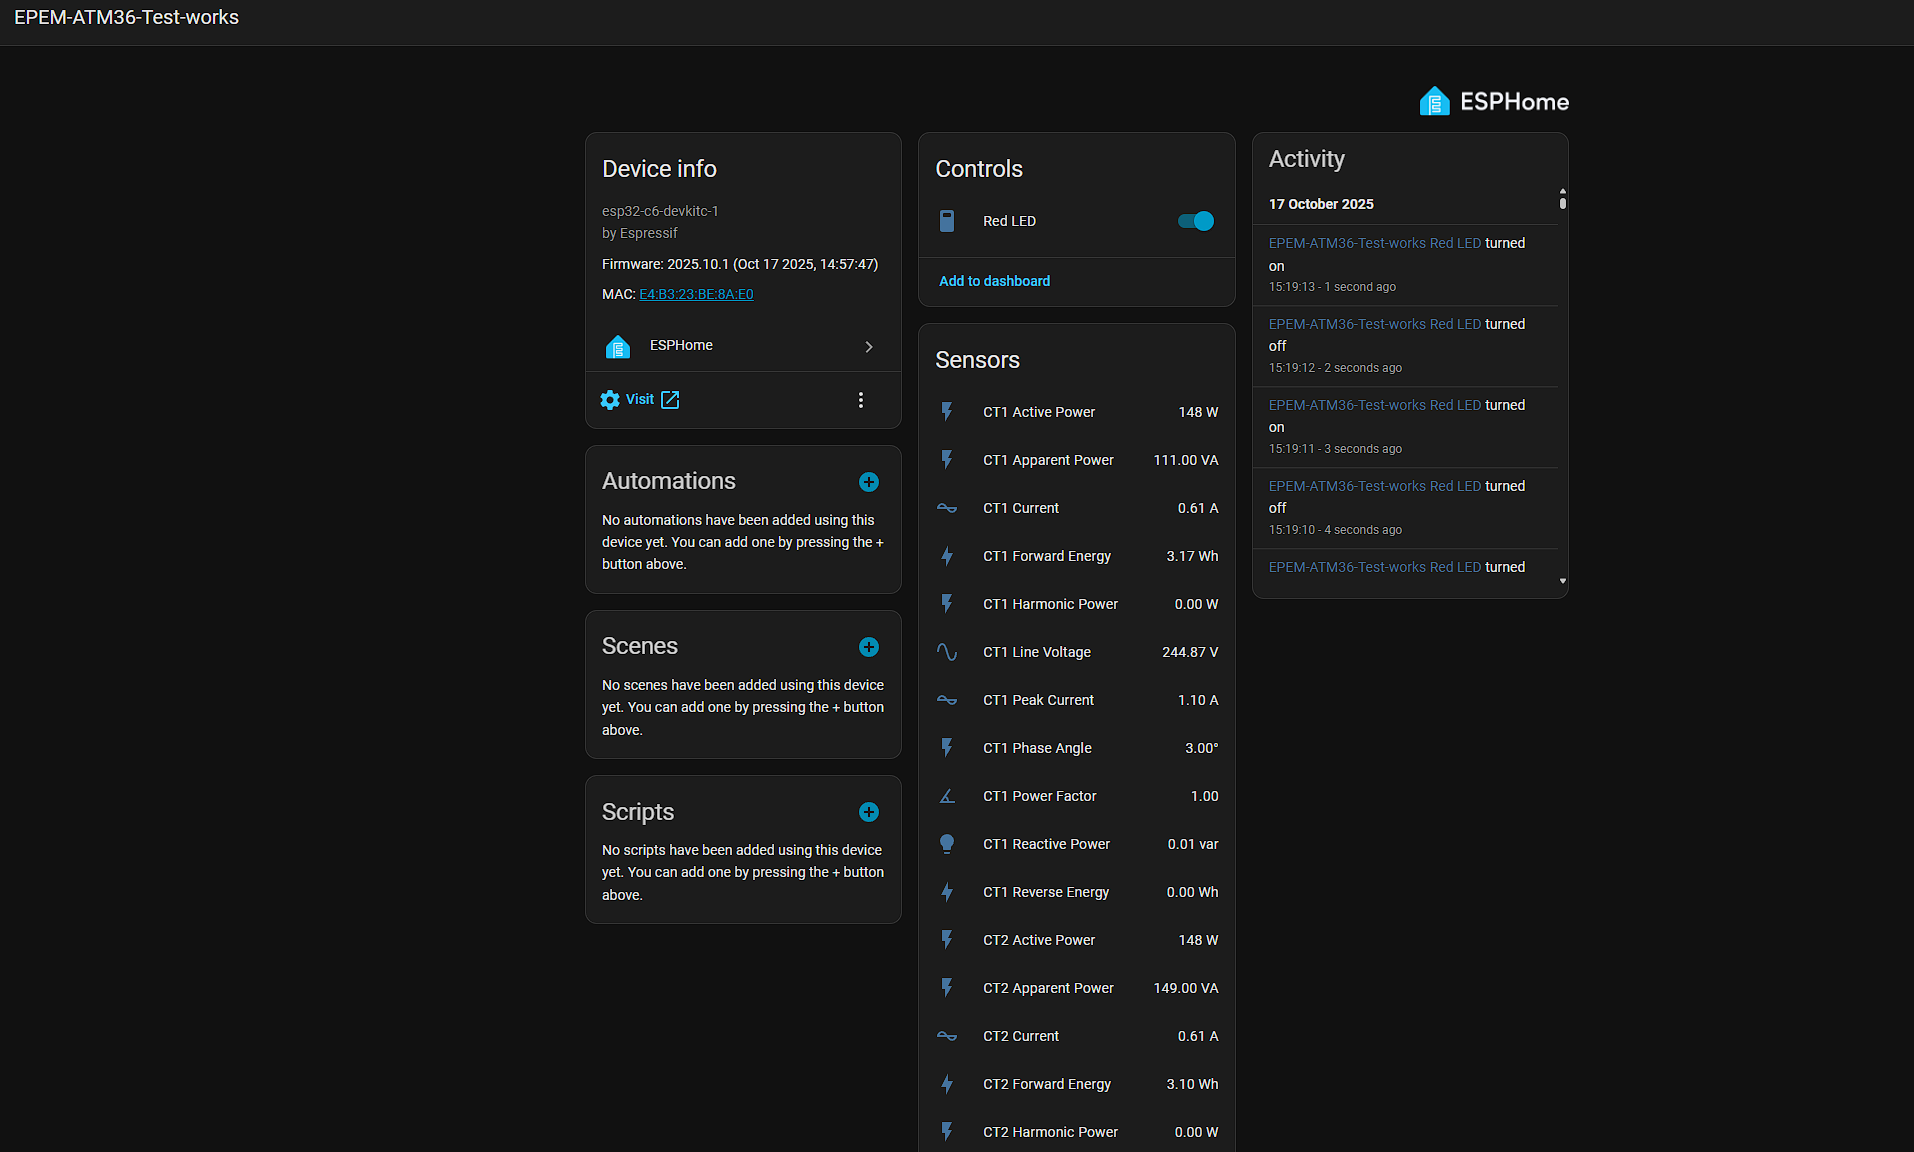 EPEM-ATM36-Test-works
ESPHome
Device info
esp32-c6-devkitc-1
by Espressif
Firmware: 2025.10.1 (Oct 17 2025, 14:57:47)
MAC: E4:B3:23:BE:8A:E0
ESPHome
Visit
Automations
No automations have been added using this
device yet. You can add one by pressing the +
button above.
Scenes
No scenes have been added using this device
yet. You can add one by pressing the + button
above.
Scripts
No scripts have been added using this device
yet. You can add one by pressing the + button
above.
Controls
Red LED
Add to dashboard
Sensors
CT1 Active Power 148 W
CT1 Apparent Power 111.00 VA
CT1 Current 0.61 A
CT1 Forward Energy 3.17 Wh
CT1 Harmonic Power 0.00 W
CT1 Line Voltage 244.87 V
CT1 Peak Current 1.10 A
CT1 Phase Angle 3.00°
CT1 Power Factor 1.00
CT1 Reactive Power 0.01 var
CT1 Reverse Energy 0.00 Wh
CT2 Active Power 148 W
CT2 Apparent Power 149.00 VA
CT2 Current 0.61 A
CT2 Forward Energy 3.10 Wh
CT2 Harmonic Power 0.00 W
Activity
17 October 2025
EPEM-ATM36-Test-works Red LED turned
on
15:19:13 - 1 second ago
EPEM-ATM36-Test-works Red LED turned
off
15:19:12 - 2 seconds ago
EPEM-ATM36-Test-works Red LED turned
on
15:19:11 - 3 seconds ago
EPEM-ATM36-Test-works Red LED turned
off
15:19:10 - 4 seconds ago
EPEM-ATM36-Test-works Red LED turned